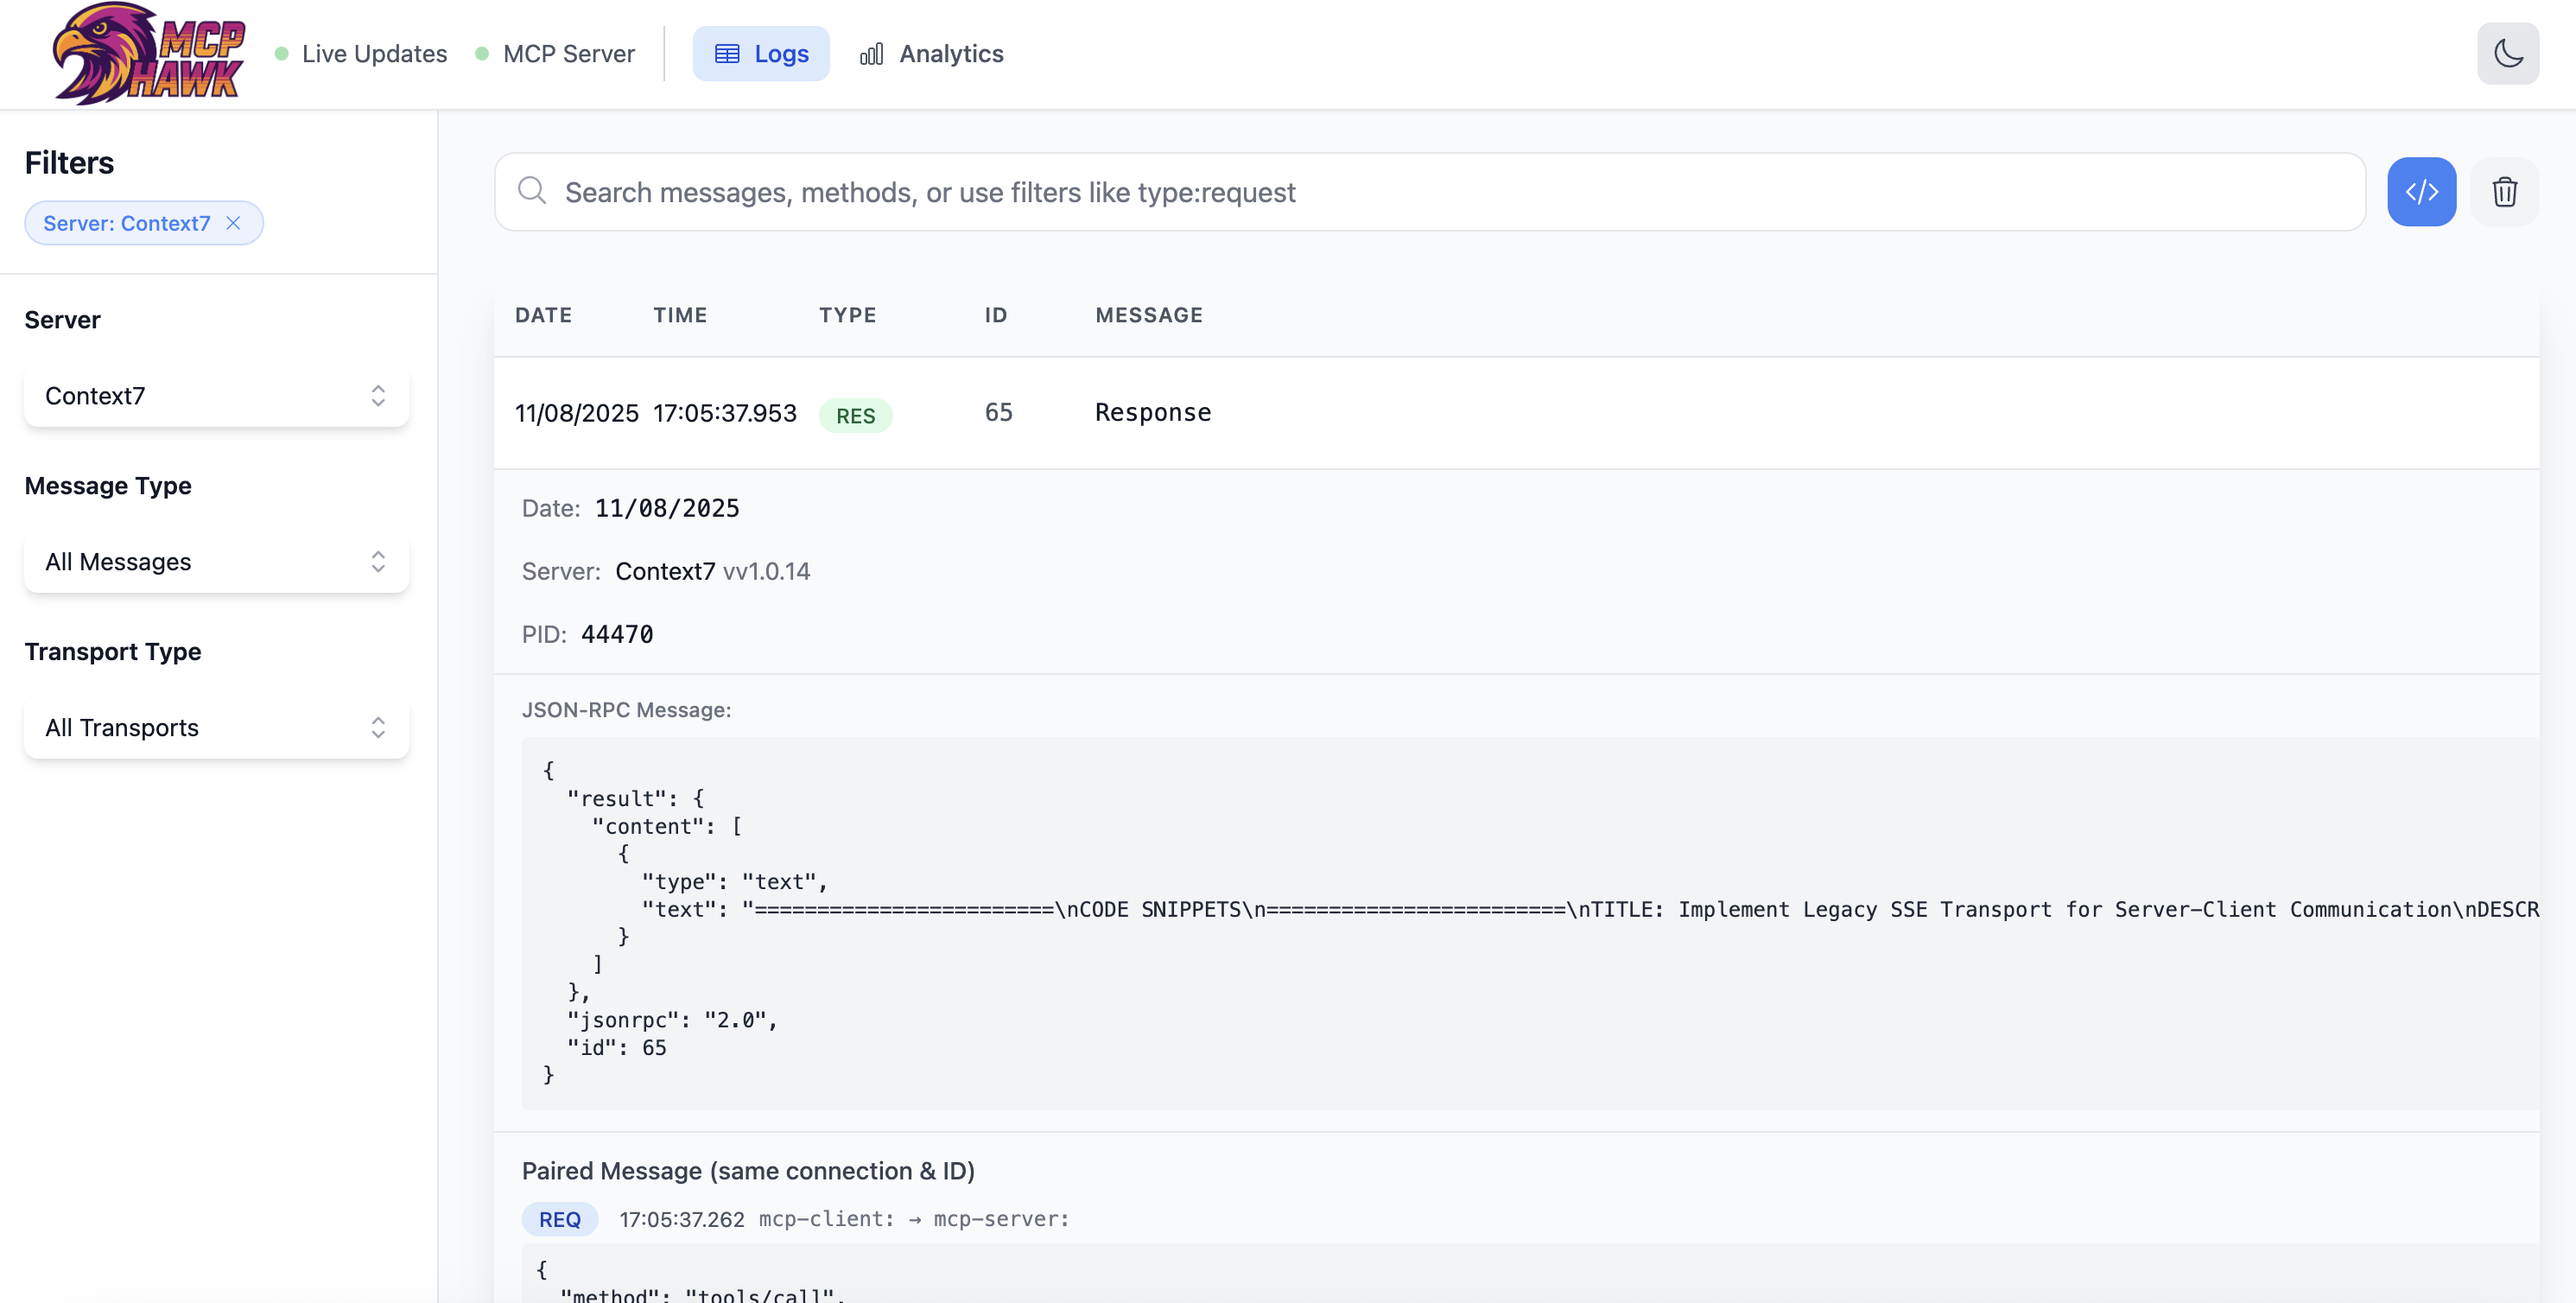 MCP HAWK
Live Updates
MCP Server
Logs
Analytics
Filters
Server: Context7
Server
Context7
Message Type
All Messages
Transport Type
All Transports
Search messages, methods, or use filters like type:request
</>
DATE TIME TYPE ID MESSAGE
11/08/2025 17:05:37.953 RES 65 Response
Date: 11/08/2025
Server: Context7 vv1.0.14
PID: 44470
JSON-RPC Message:
{
  "result": {
    "content": [
      {
        "type": "text",
        "text": "========================\nCODE SNIPPETS\n========================\nTITLE: Implement Legacy SSE Transport for Server-Client Communication\nDESCR
      }
    ]
  },
  "jsonrpc": "2.0",
  "id": 65
}
Paired Message (same connection & ID)
REQ 17:05:37.262 mcp-client: → mcp-server:
{
  "method": "tools/call",